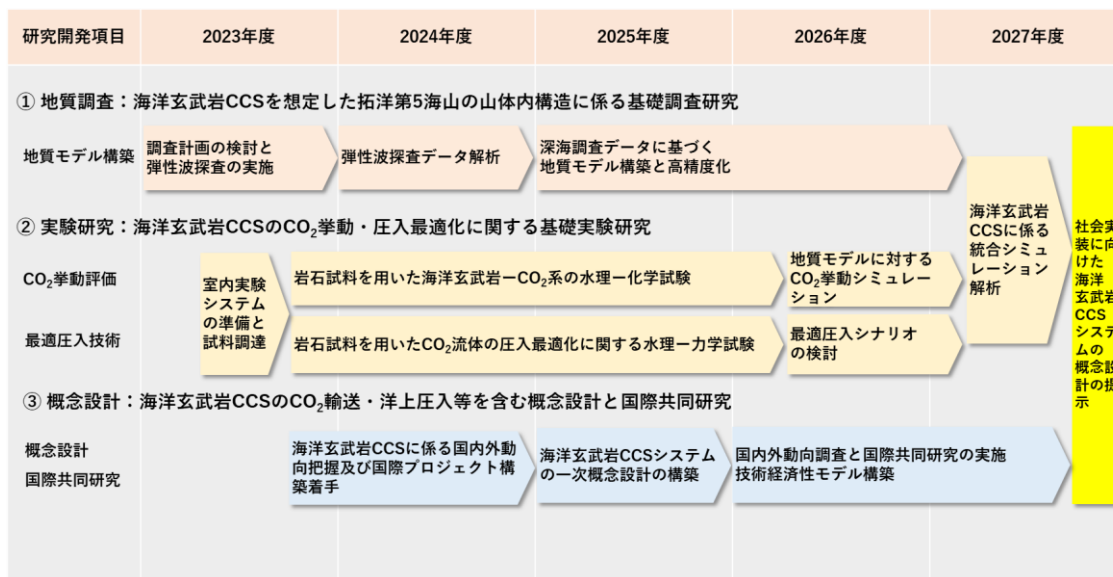 研究開発項目
2023年度
2024年度
2025年度
2026年度
2027年度
① 地質調査：海洋玄武岩CCSを想定した拓洋第5海山の山体内構造に係る基礎調査研究
地質モデル構築
調査計画の検討と
弾性波探査の実施
弾性波探査データ解析
深海調査データに基づく
地質モデル構築と高精度化
② 実験研究：海洋玄武岩CCSのCO₂挙動・圧入最適化に関する基礎実験研究
CO₂挙動評価
最適圧入技術
室内実験
システム
の準備と
試料調達
岩石試料を用いた海洋玄武岩ーCO₂系の水理ー化学試験
岩石試料を用いたCO₂流体の圧入最適化に関する水理ー力学試験
地質モデルに対する
CO₂挙動シミュレー
ション
最適圧入シナリオ
の検討
海洋玄武岩
CCSに係る
統合シミュ
レーション
解析
③ 概念設計：海洋玄武岩CCSのCO₂輸送・洋上圧入等を含む概念設計と国際共同研究
概念設計
国際共同研究
海洋玄武岩CCSに係る国内外動
向把握及び国際プロジェクト構
築着手
海洋玄武岩CCSシステム
の一次概念設計の構築
国内外動向調査と国際共同研究の実施
技術経済性モデル構築
社会実
装に向
けた
海洋
玄武岩
CCS
システ
ムの
概念設
計の提
示